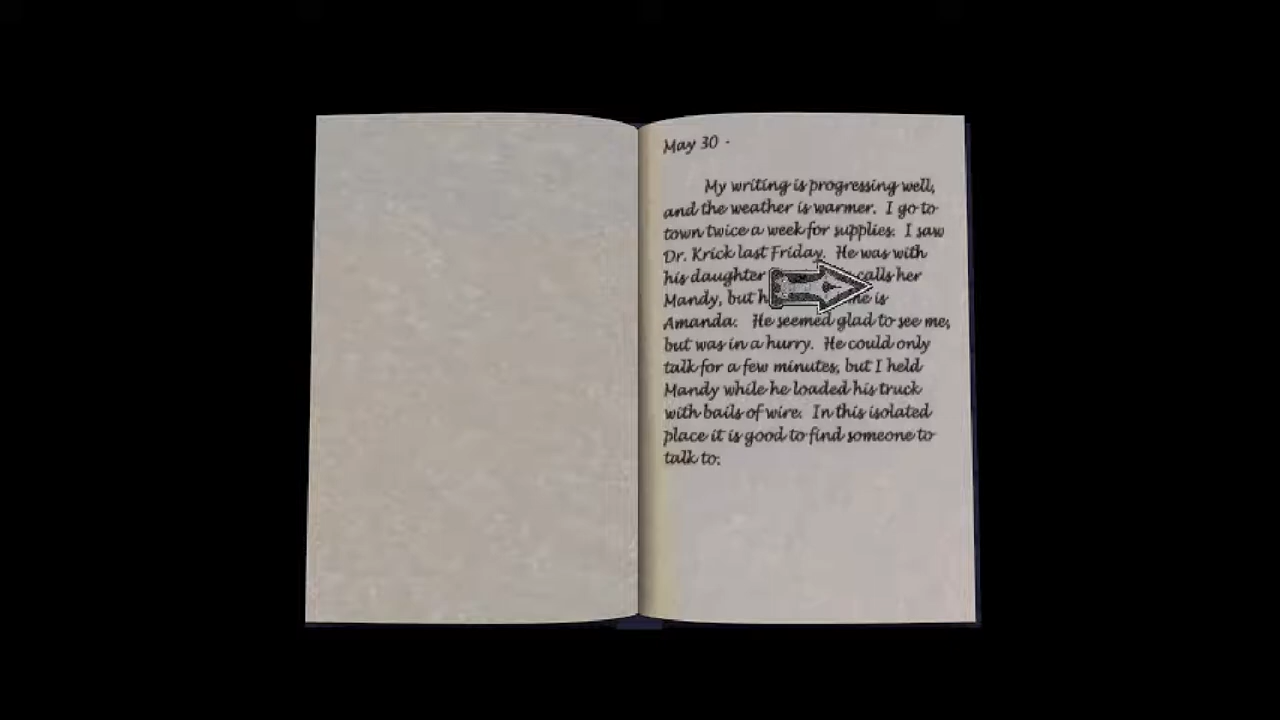 May 30 -
My writing is progressing well,
and the weather is warmer. I go to
town twice a week for supplies. I saw
Dr. Krick last Friday. He was with
his daughter calls her
Mandy, but is
Amanda. He seemed glad to see me,
but was in a hurry. He could only
talk for a few minutes, but I held
Mandy while he loaded his truck
with bails of wire. In this isolated
place it is good to find someone to
talk to.